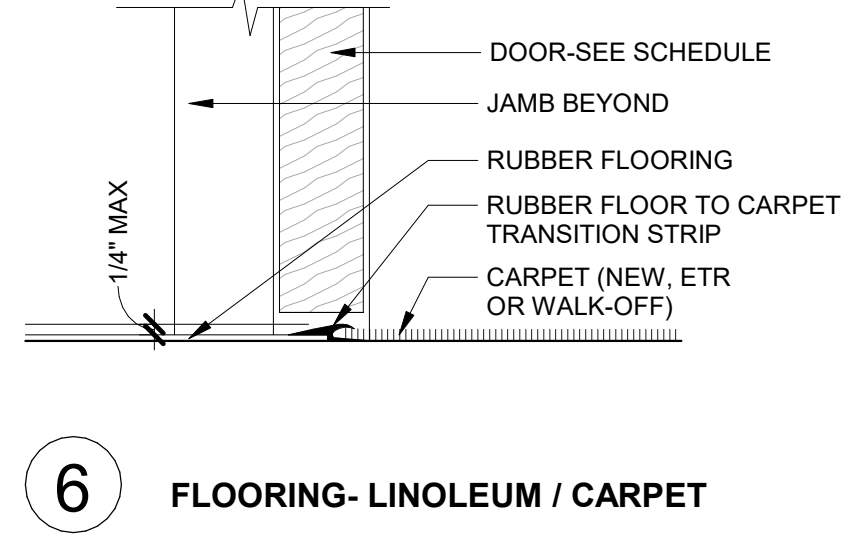 DOOR-SEE SCHEDULE
JAMB BEYOND
RUBBER FLOORING
RUBBER FLOOR TO CARPET
TRANSITION STRIP
CARPET (NEW, ETR
OR WALK-OFF)
1/4" MAX
6
FLOORING- LINOLEUM / CARPET